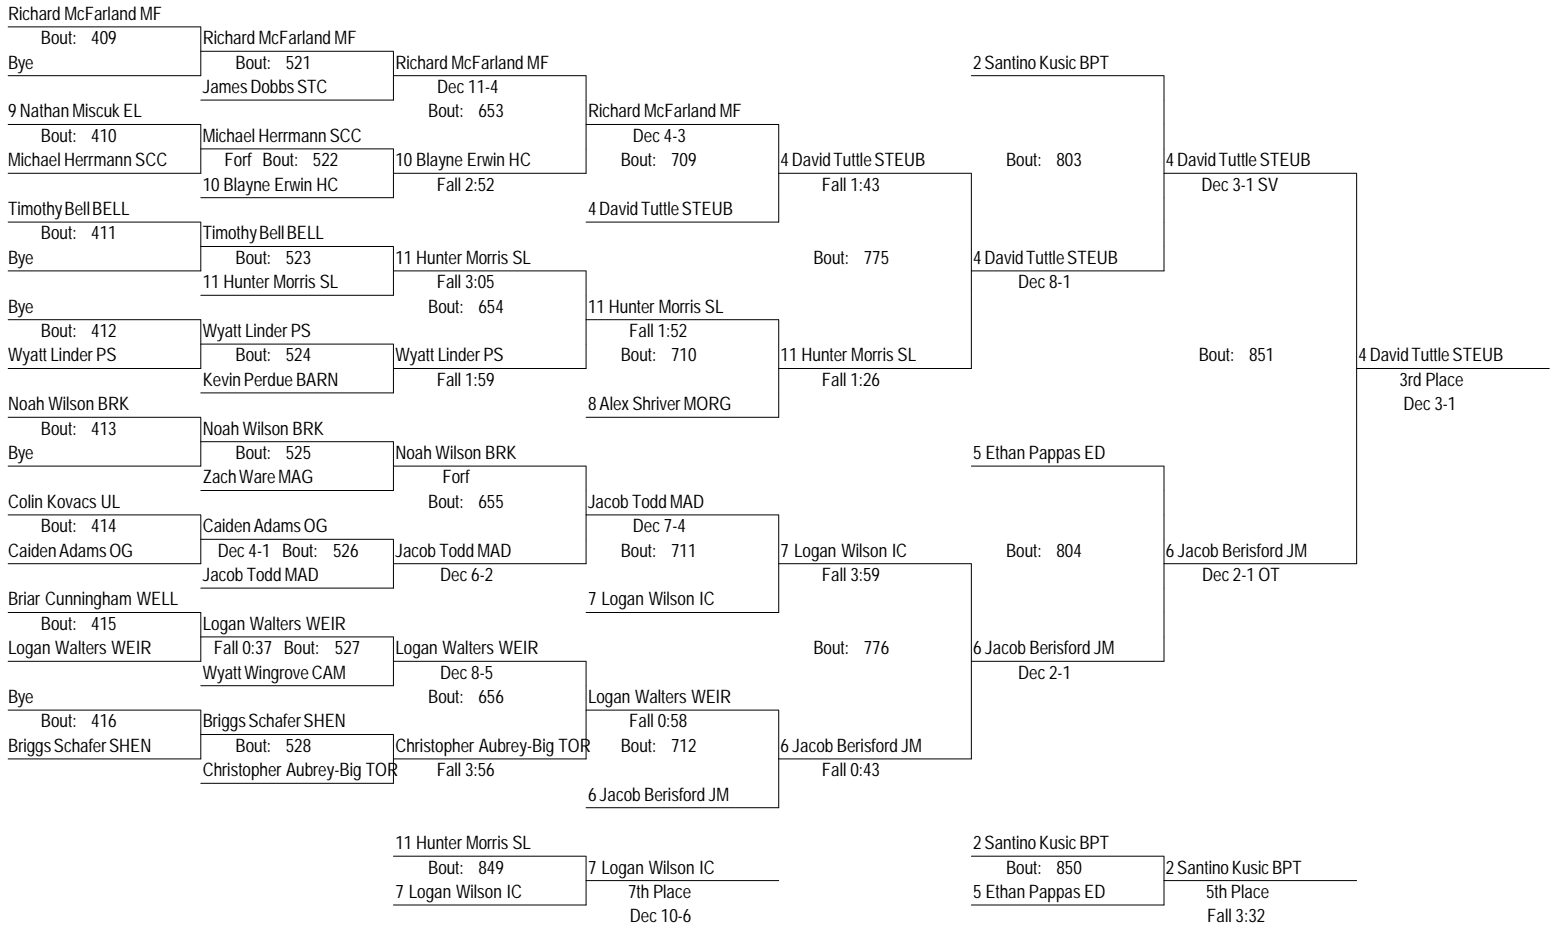 Richard McFarland MF
Bout: 409
Bye
9 Nathan Miscuk EL
Bout: 410
Michael Herrmann SCC
Timothy Bell BELL
Bout: 411
Bye
Bye
Bout: 412
Wyatt Linder PS
Noah Wilson BRK
Bout: 413
Bye
Colin Kovacs UL
Bout: 414
Caiden Adams OG
Briar Cunningham WELL
Bout: 415
Logan Walters WEIR
Bye
Bout: 416
Briggs Schafer SHEN
Richard McFarland MF
Bout: 521
James Dobbs STC
Michael Herrmann SCC
Forf Bout: 522
10 Blayne Erwin HC
Timothy Bell BELL
Bout: 523
11 Hunter Morris SL
Wyatt Linder PS
Bout: 524
Kevin Perdue BARN
Noah Wilson BRK
Bout: 525
Zach Ware MAG
Caiden Adams OG
Dec 4-1 Bout: 526
Jacob Todd MAD
Logan Walters WEIR
Fall 0:37 Bout: 527
Wyatt Wingrove CAM
Briggs Schafer SHEN
Bout: 528
Christopher Aubrey-Big TOR
Richard McFarland MF
Dec 11-4
Bout: 653
10 Blayne Erwin HC
Fall 2:52
11 Hunter Morris SL
Fall 3:05
Bout: 654
Wyatt Linder PS
Fall 1:59
Noah Wilson BRK
Forf
Bout: 655
Jacob Todd MAD
Dec 6-2
Logan Walters WEIR
Dec 8-5
Bout: 656
Christopher Aubrey-Big TOR
Fall 3:56
Richard McFarland MF
Dec 4-3
Bout: 709
4 David Tuttle STEUB
11 Hunter Morris SL
Fall 1:52
Bout: 710
8 Alex Shriver MORG
Jacob Todd MAD
Dec 7-4
Bout: 711
7 Logan Wilson IC
Logan Walters WEIR
Fall 0:58
Bout: 712
6 Jacob Berisford JM
4 David Tuttle STEUB
Fall 1:43
Bout: 775
11 Hunter Morris SL
Fall 1:26
7 Logan Wilson IC
Fall 3:59
Bout: 776
6 Jacob Berisford JM
Fall 0:43
2 Santino Kusic BPT
Bout: 803
4 David Tuttle STEUB
Dec 8-1
5 Ethan Pappas ED
Bout: 804
6 Jacob Berisford JM
Dec 2-1
4 David Tuttle STEUB
Dec 3-1 SV
Bout: 851
6 Jacob Berisford JM
Dec 2-1 OT
4 David Tuttle STEUB
3rd Place
Dec 3-1
11 Hunter Morris SL
Bout: 849
7 Logan Wilson IC
7 Logan Wilson IC
7th Place
Dec 10-6
2 Santino Kusic BPT
Bout: 850
5 Ethan Pappas ED
2 Santino Kusic BPT
5th Place
Fall 3:32